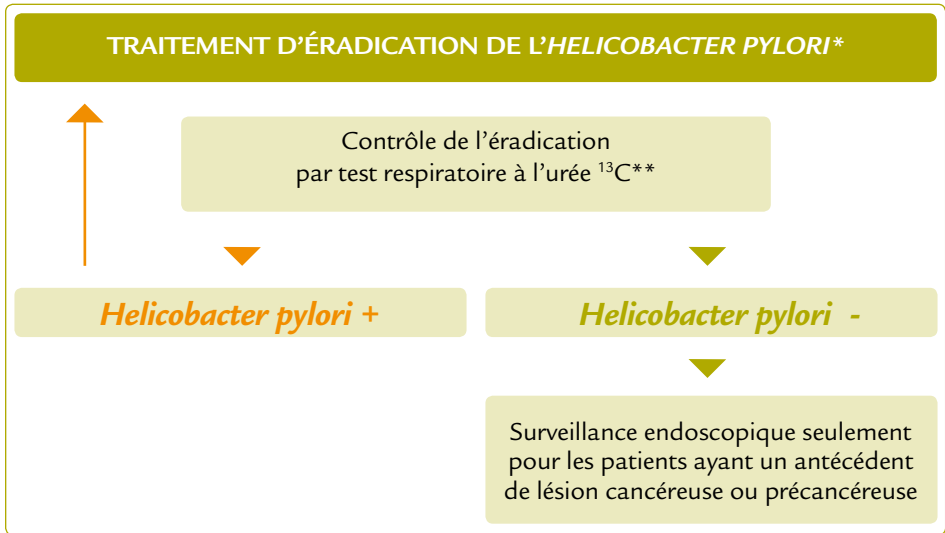 TRAITEMENT D'ÉRADICATION DE L'HELICOBACTER PYLORI*
Contrôle de l'éradication
par test respiratoire à l'urée ¹³C**
Helicobacter pylori +
Helicobacter pylori -
Surveillance endoscopique seulement
pour les patients ayant un antécédent
de lésion cancéreuse ou précancéreuse